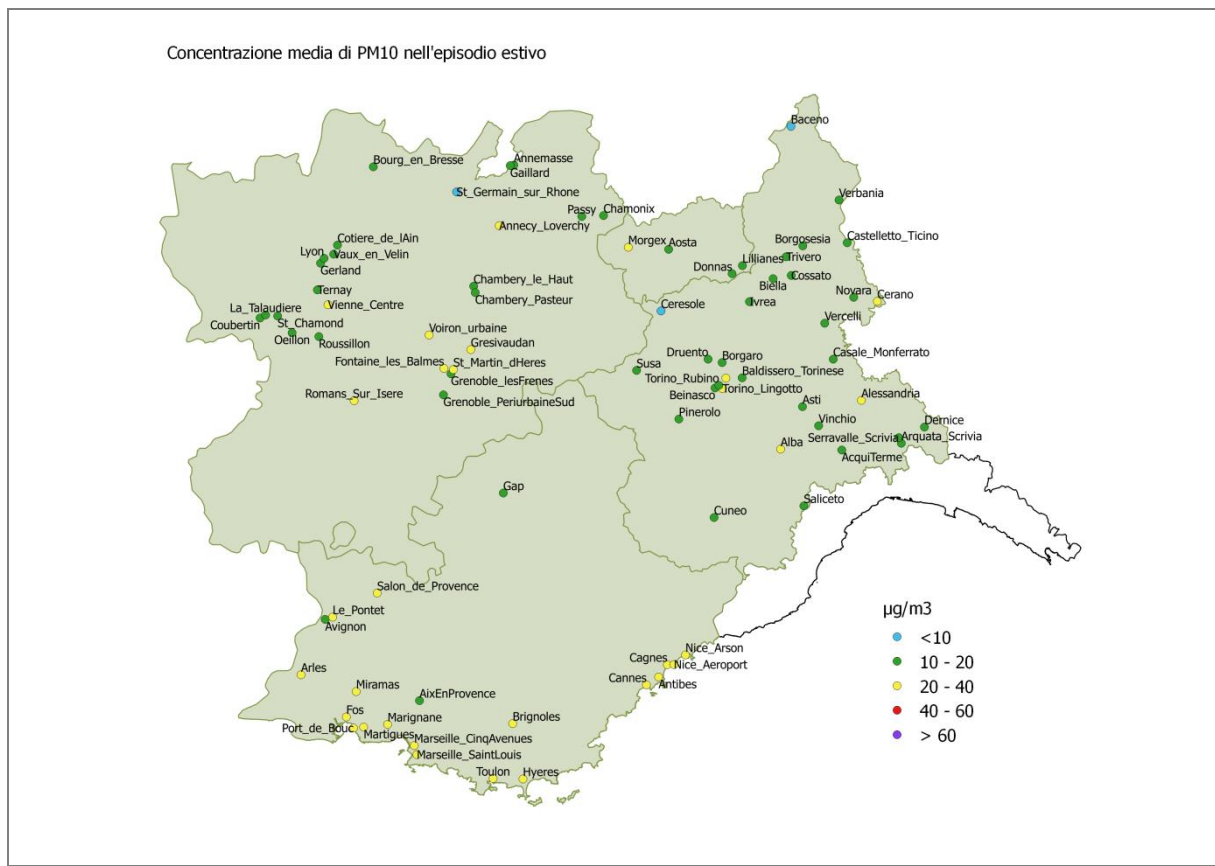 Concentrazione media di PM10 nell'episodio estivo
Baceno
Bourg_en_Bresse
Annemasse
Gaillard
St_Germain_sur_Rhone
Verbania
Passy
Chamonix
Annecy_Loverchy
Cotiere_de_lAin
Lyon
Vaux_en_Velin
Gerland
Morgex
Aosta
Borgosesia
Castelletto_Ticino
Lillianes
Trivero
Donnas
Cossato
Biella
Chambery_le_Haut
Chambery_Pasteur
Ternay
Vienne_Centre
Ceresole
Ivrea
Novara
Cerano
La_Talaudiere
Coubertin
St_Chamond
Oeillon
Roussillon
Vercelli
Voiron_urbaine
Gresivaudan
Fontaine_les_Balmes
St_Martin_dHeres
Grenoble_lesFrenes
Grenoble_PeriurbaineSud
Romans_Sur_Isere
Susa
Druento
Borgaro
Casale_Monferrato
Torino_Rubino
Baldissero_Torinese
Beinasco
Torino_Lingotto
Pinerolo
Asti
Alessandria
Vinchio
Dernice
Serravalle_Scrivia
Arquata_Scrivia
Alba
AcquiTerme
Gap
Cuneo
Saliceto
Salon_de_Provence
Le_Pontet
Avignon
Arles
Miramas
AixEnProvence
Nice_Arson
Cagnes
Nice_Aeroport
Cannes
Antibes
Fos
Port_de_Bouc
Martigues
Marignane
Brignoles
Marseille_CinqAvenues
Marseille_SaintLouis
Toulon
Hyeres
µg/m3
<10
10 - 20
20 - 40
40 - 60
> 60